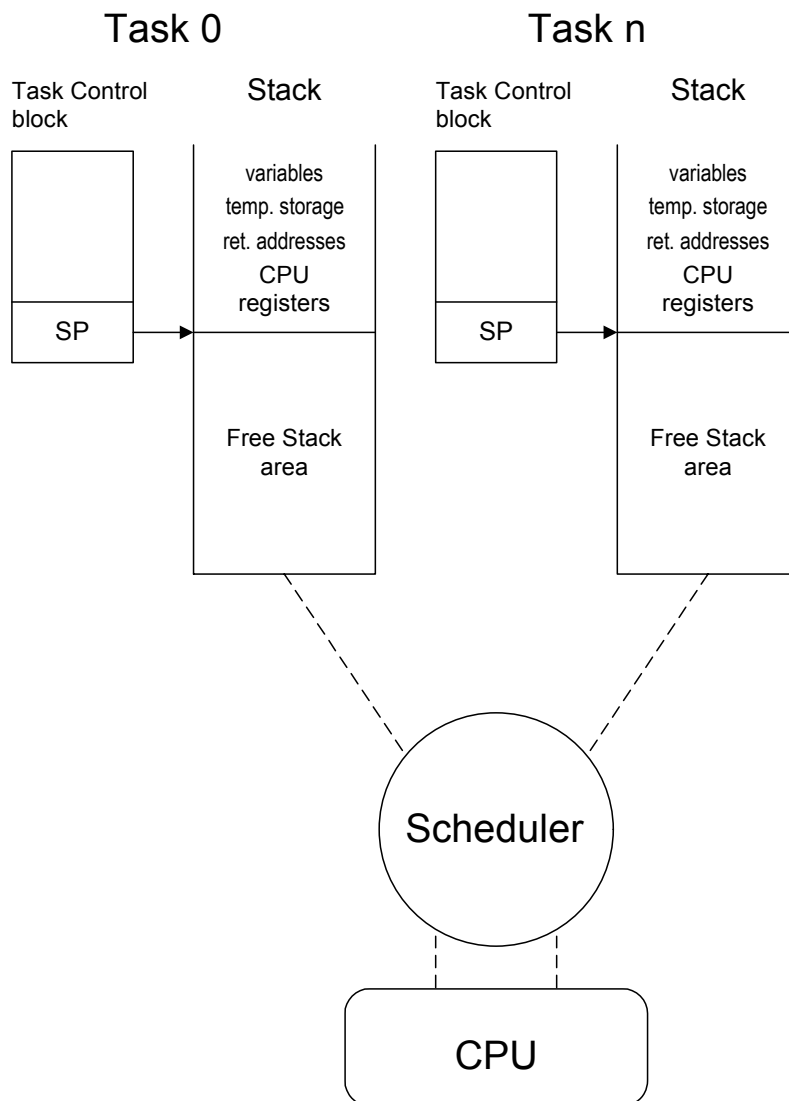 Task 0
Task Control
block
Stack
variables
temp. storage
ret. addresses
CPU
registers
SP
Free Stack
area
Task n
Task Control
block
Stack
variables
temp. storage
ret. addresses
CPU
registers
SP
Free Stack
area
Scheduler
CPU